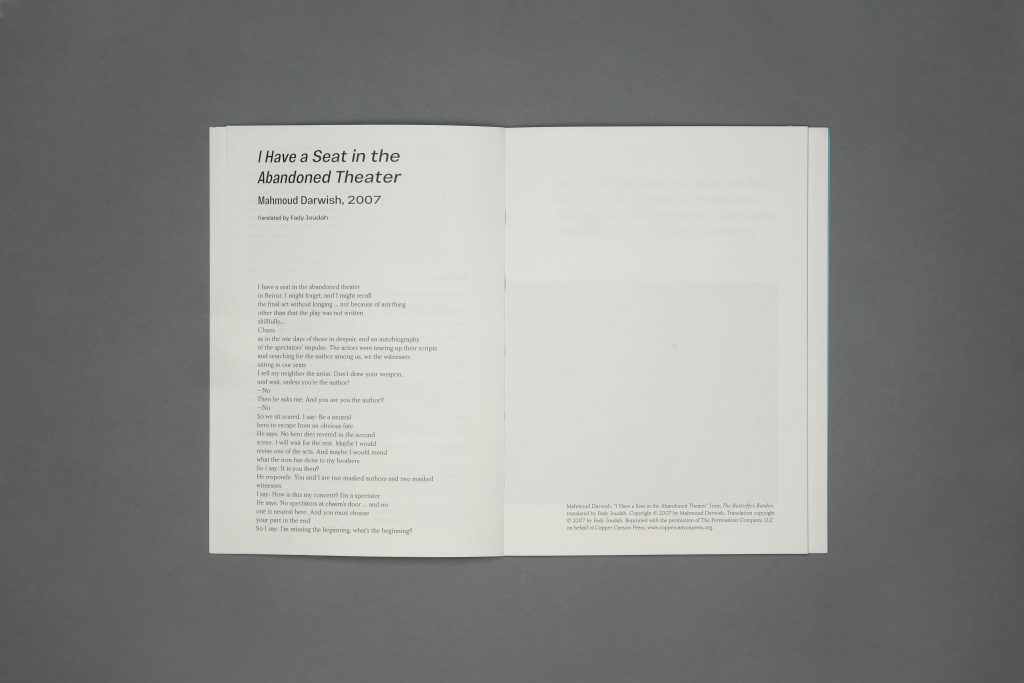 I Have a Seat in the
Abandoned Theater
Mahmoud Darwish, 2007
Translated by Fady Joudah
I have a seat in the abandoned theater
in Beirut. I might forget, and I might recall
the final act without longing ... not because of anything
other than that the play was not written
skillfully...
Chaos
as in the war days of those in despair, and an autobiography
of the spectators' impulse. The actors were tearing up their scripts
and searching for the author among us, we the witnesses
sitting in our seats
I tell my neighbor the artist: Don't draw your weapon,
and wait, unless you're the author!
—No
Then he asks me: And you are you the author?
—No
So we sit scared. I say: Be a neutral
hero to escape from an obvious fate
He says: No hero dies revered in the second
scene. I will wait for the rest. Maybe I would
revise one of the acts. And maybe I would mend
what the iron has done to my brothers
So I say: It is you then?
He responds: You and I are two masked authors and two masked
witnesses
I say: How is this my concern? I'm a spectator
He says: No spectators at chasm's door ... and no
one is neutral here. And you must choose
your part in the end
So I say: I'm missing the beginning, what's the beginning?
Mahmoud Darwish, "I Have a Seat in the Abandoned Theater" from The Butterfly's Burden,
translated by Fady Joudah. Copyright © 2007 by Mahmoud Darwish. Translation copyright
© 2007 by Fady Joudah. Reprinted with the permission of The Permissions Company, LLC
on behalf of Copper Canyon Press, www.coppercanyonpress.org.